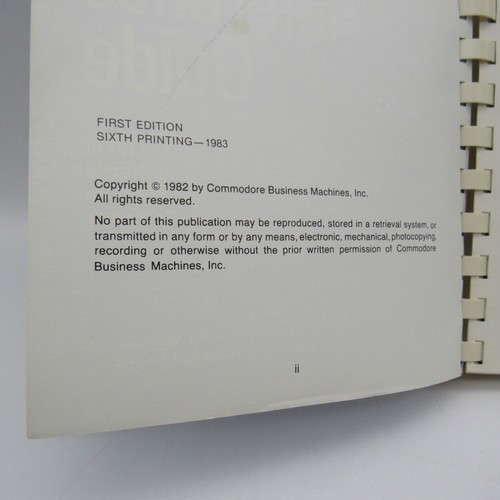 FIRST EDITION
SIXTH PRINTING—1983
Copyright © 1982 by Commodore Business Machines, Inc.
All rights reserved.
No part of this publication may be reproduced, stored in a retrieval system, or
transmitted in any form or by any means, electronic, mechanical, photocopying,
recording or otherwise without the prior written permission of Commodore
Business Machines, Inc.
ii